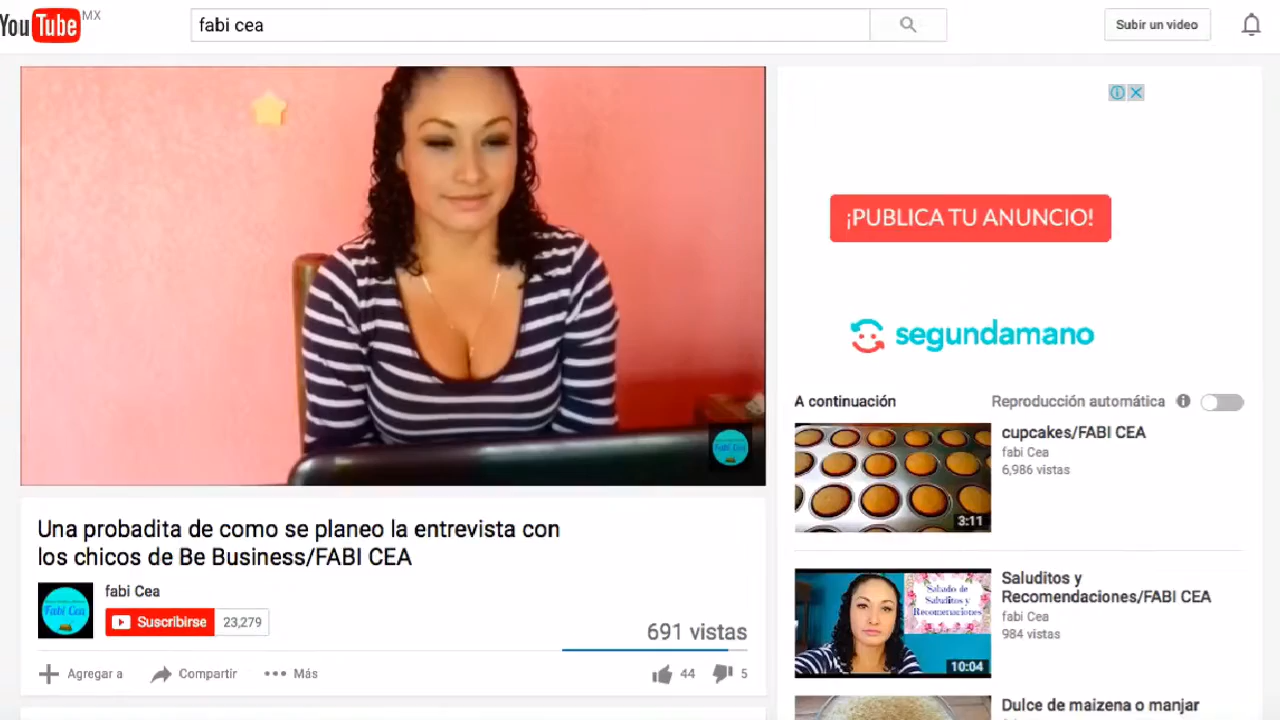 YouTube MX
fabi cea
Subir un video
¡PUBLICA TU ANUNCIO!
segundamano
A continuación
Reproducción automática
cupcakes/FABI CEA
fabi Cea
6,986 vistas
3:11
Fabi Cea
Una probadita de como se planeo la entrevista con
los chicos de Be Business/FABI CEA
Fabi Cea
fabi Cea
Suscribirse 23,279
691 vistas
Agregar a
Compartir
Más
44
5
Sabado de
Saluditos y
Recomendaciones
10:04
Saluditos y
Recomendaciones/FABI CEA
fabi Cea
984 vistas
Dulce de maizena o manjar